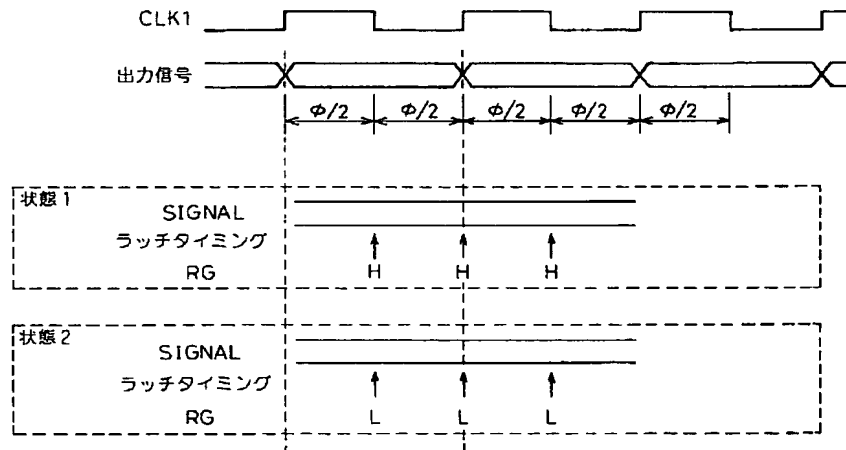 CLK1
出力信号
Φ/2 Φ/2 Φ/2 Φ/2 Φ/2
状態1
SIGNAL
ラッチタイミング
RG H H H
状態2
SIGNAL
ラッチタイミング
RG L L L